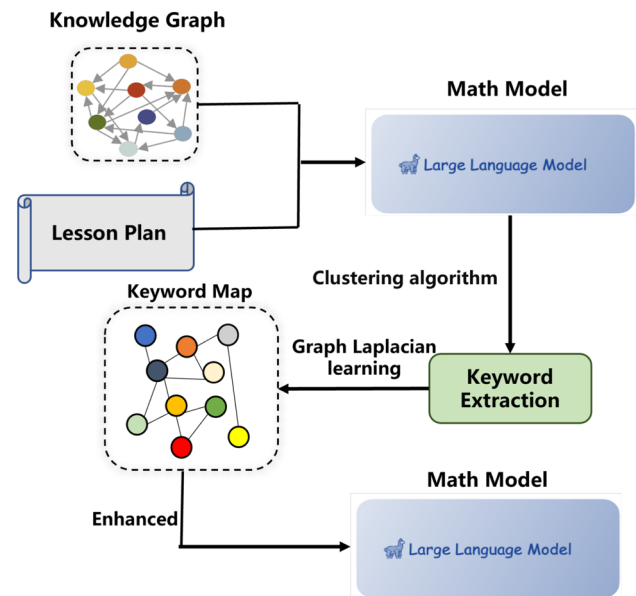 Knowledge Graph
Math Model
Large Language Model
Lesson Plan
Clustering algorithm
Keyword Map
Graph Laplacian
learning
Keyword
Extraction
Math Model
Enhanced
Large Language Model